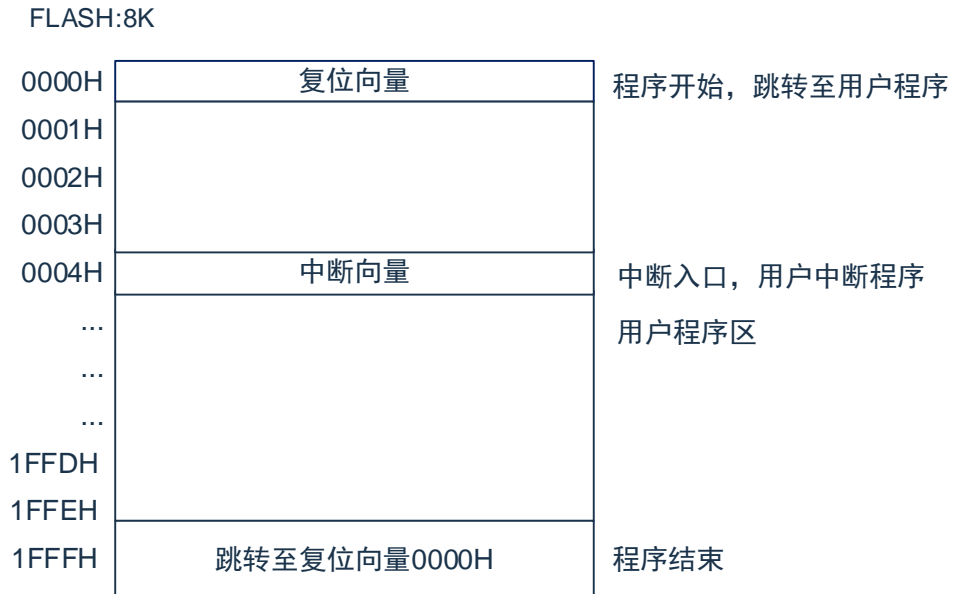 FLASH:8K
0000H 复位向量 程序开始，跳转至用户程序
0001H
0002H
0003H
0004H 中断向量 中断入口，用户中断程序
... 用户程序区
...
...
1FFDH
1FFEH
1FFFH 跳转至复位向量0000H 程序结束